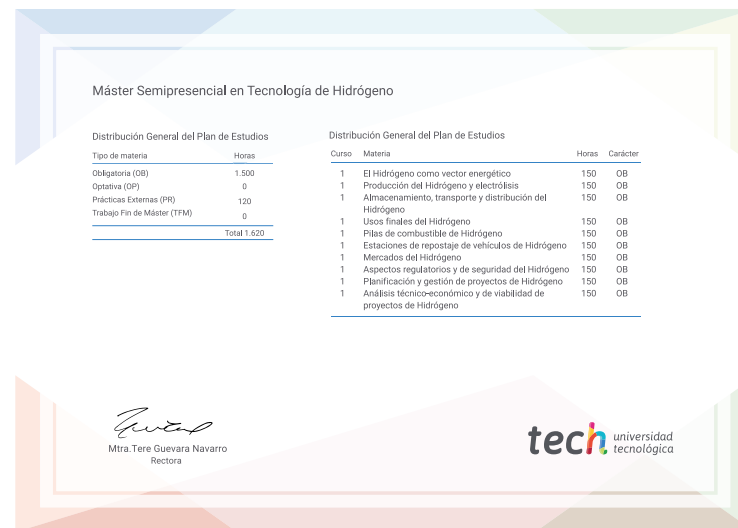 Máster Semipresencial en Tecnología de Hidrógeno
Distribución General del Plan de Estudios
Tipo de materia Horas
Obligatoria (OB) 1.500
Optativa (OP) 0
Prácticas Externas (PR) 120
Trabajo Fin de Máster (TFM) 0
Total 1.620
Distribución General del Plan de Estudios
Curso Materia Horas Carácter
1 El Hidrógeno como vector energético 150 OB
1 Producción del Hidrógeno y electrólisis 150 OB
1 Almacenamiento, transporte y distribución del 150 OB
Hidrógeno
1 Usos finales del Hidrógeno 150 OB
1 Pilas de combustible de Hidrógeno 150 OB
1 Estaciones de repostaje de vehículos de Hidrógeno 150 OB
1 Mercados del Hidrógeno 150 OB
1 Aspectos regulatorios y de seguridad del Hidrógeno 150 OB
1 Planificación y gestión de proyectos de Hidrógeno 150 OB
1 Análisis técnico-económico y de viabilidad de 150 OB
proyectos de Hidrógeno
Mtra.Tere Guevara Navarro
Rectora
tech universidad
tecnológica